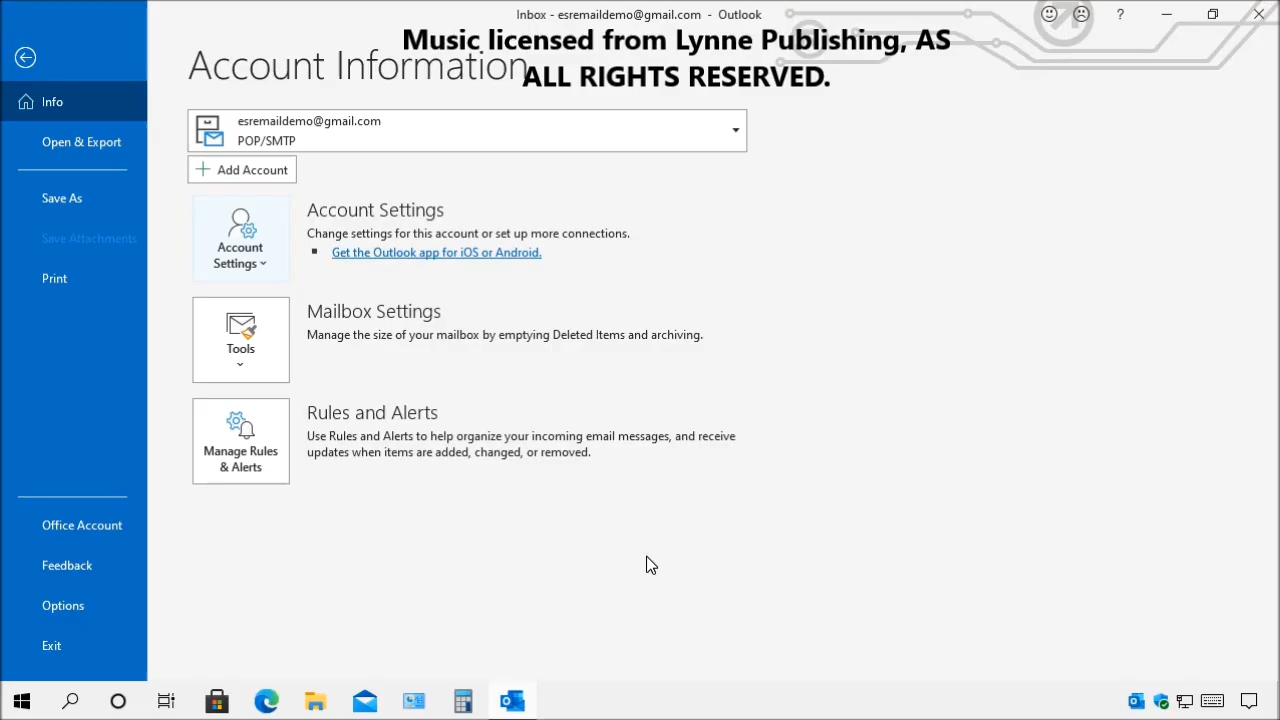 Inbox - esremaildemo@gmail.com - Outlook
?
Music licensed from Lynne Publishing, AS
ALL RIGHTS RESERVED.
Account Information
Info
Open & Export
Save As
Save Attachments
Print
Office Account
Feedback
Options
Exit
esremaildemo@gmail.com
POP/SMTP
Add Account
Account
Settings
Account Settings
Change settings for this account or set up more connections.
Get the Outlook app for iOS or Android.
Tools
Mailbox Settings
Manage the size of your mailbox by emptying Deleted Items and archiving.
Manage Rules
& Alerts
Rules and Alerts
Use Rules and Alerts to help organize your incoming email messages, and receive
updates when items are added, changed, or removed.